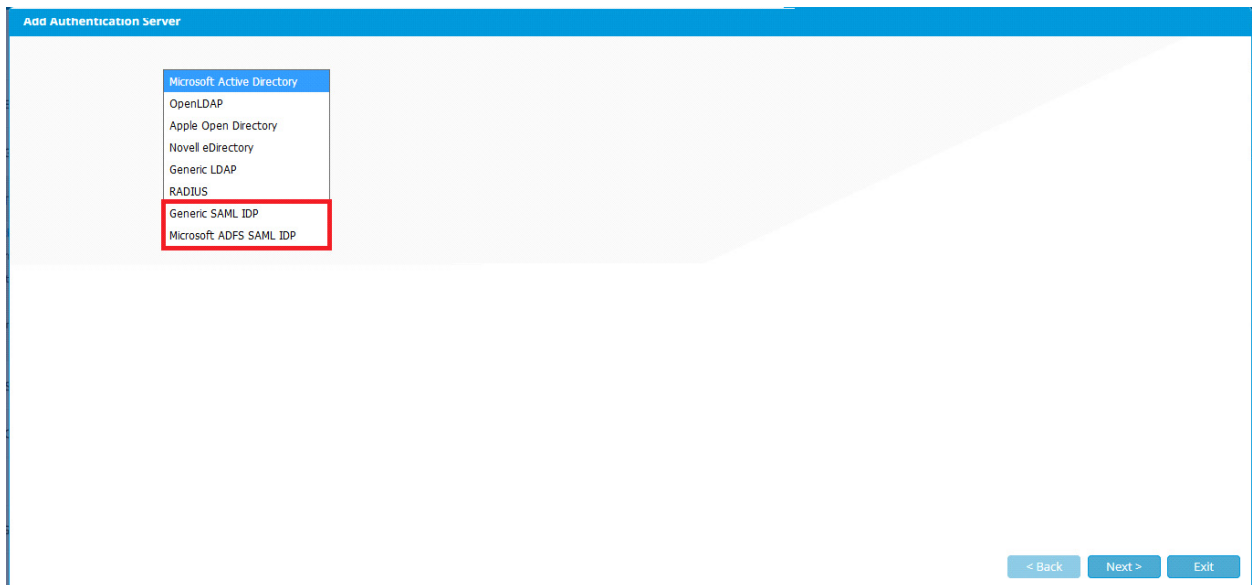 Add Authentication Server
Microsoft Active Directory
OpenLDAP
Apple Open Directory
Novell eDirectory
Generic LDAP
RADIUS
Generic SAML IDP
Microsoft ADFS SAML IDP
< Back Next > Exit